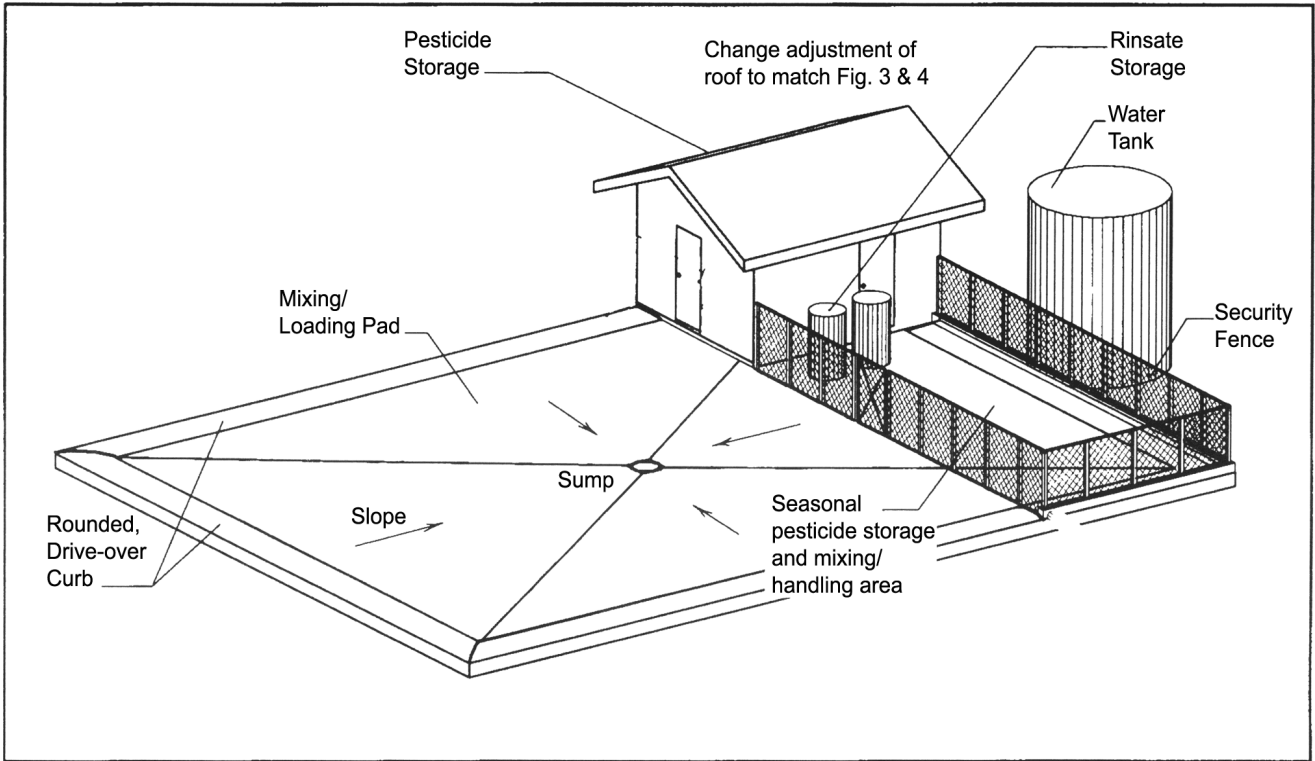 Pesticide
Storage
Change adjustment of
roof to match Fig. 3 & 4
Rinsate
Storage
Water
Tank
Mixing/
Loading Pad
Security
Fence
Sump
Slope
Seasonal
pesticide storage
and mixing/
handling area
Rounded,
Drive-over
Curb